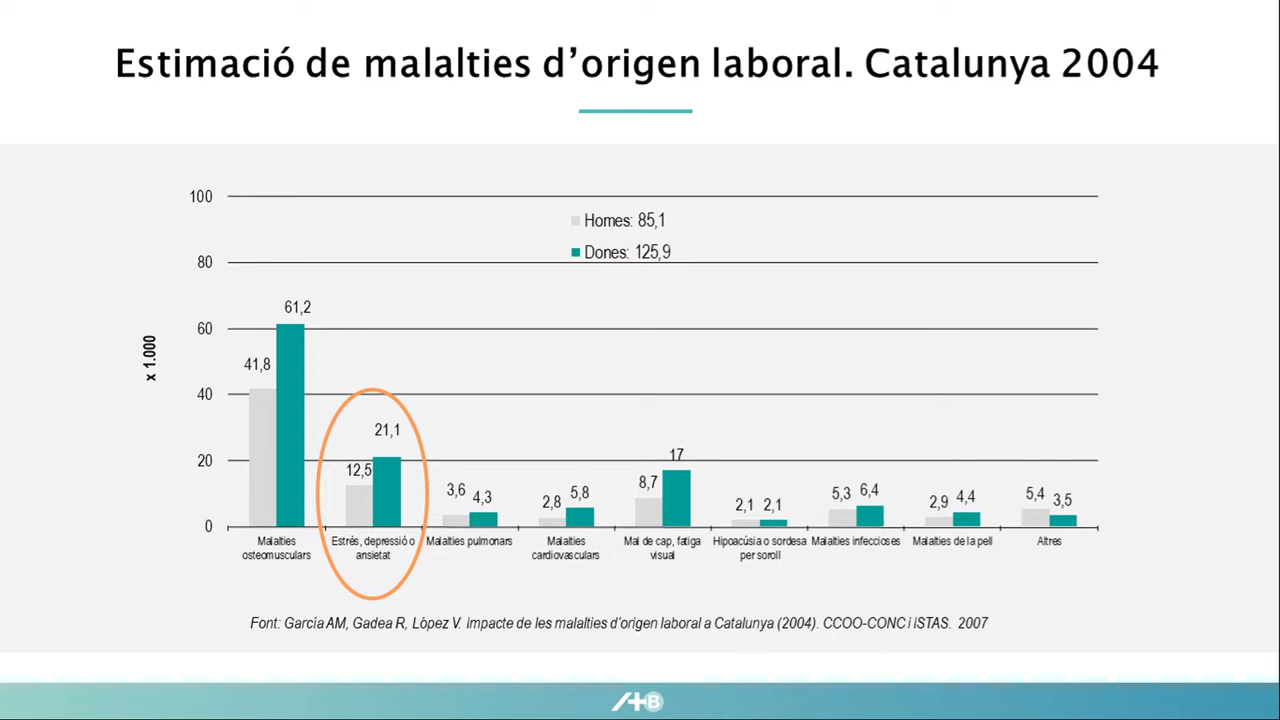 Estimació de malalties d’origen laboral. Catalunya 2004
100
80
60
40
20
0
x 1.000
Homes: 85,1
Dones: 125,9
41,8
61,2
12,5
21,1
3,6
4,3
2,8
5,8
8,7
17
2,1
2,1
5,3
6,4
2,9
4,4
5,4
3,5
Malalties
osteomusculars
Estrès, depressió o
ansietat
Malalties pulmonars
Malalties
cardiovasculars
Mal de cap, fatiga
visual
Hipoacúsia o sordesa
per soroll
Malalties infeccioses
Malalties de la pell
Altres
Font: García AM, Gadea R, López V. Impacte de les malalties d’origen laboral a Catalunya (2004). CCOO-CONC i ISTAS. 2007
B